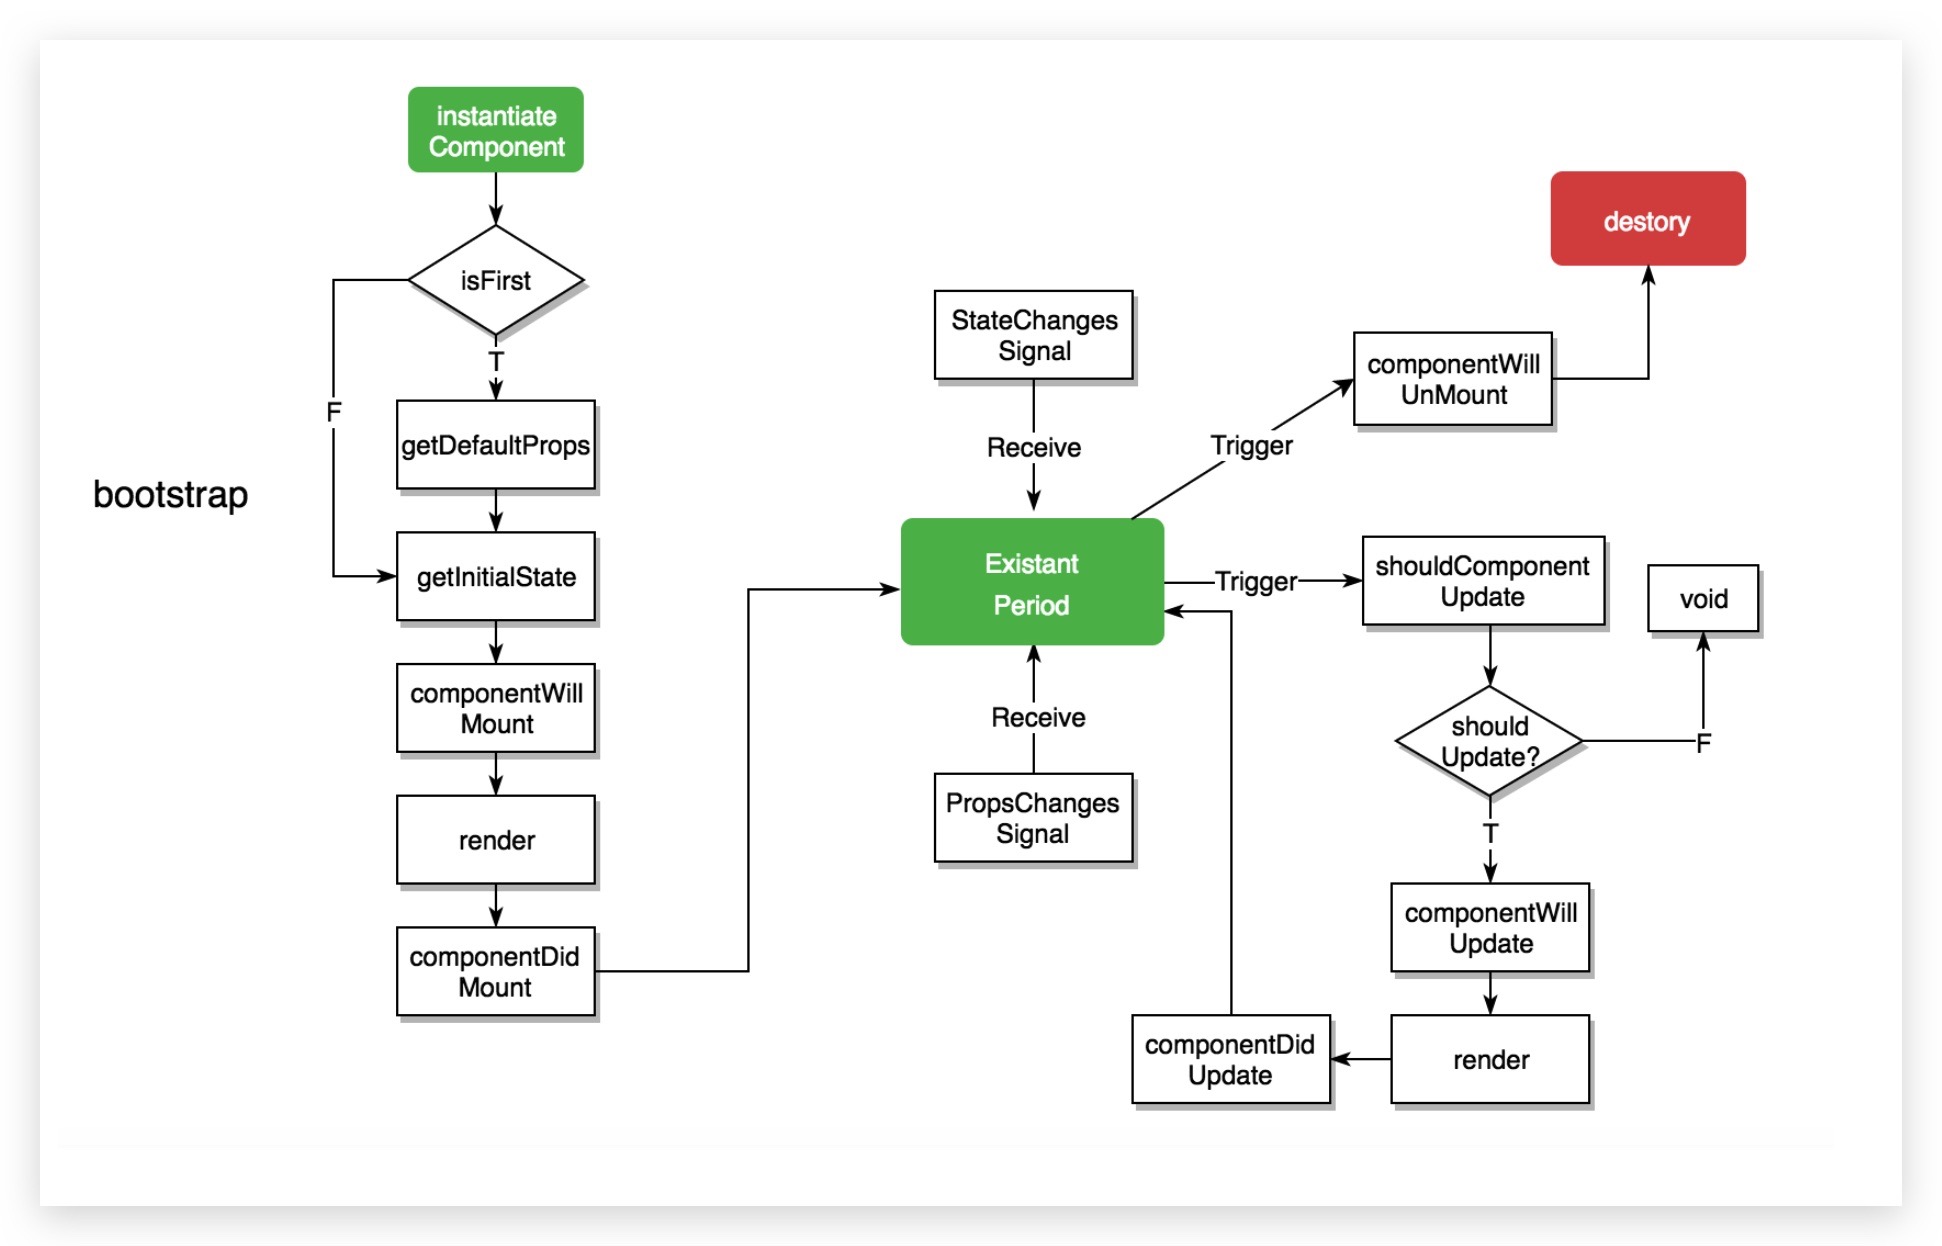 instantiate
Component
isFirst
T
F
getDefaultProps
bootstrap
getInitialState
componentWill
Mount
render
componentDid
Mount
StateChanges
Signal
Receive
Existant
Period
Receive
PropsChanges
Signal
Trigger
componentWill
UnMount
destory
Trigger
shouldComponent
Update
void
should
Update?
F
T
componentWill
Update
render
componentDid
Update